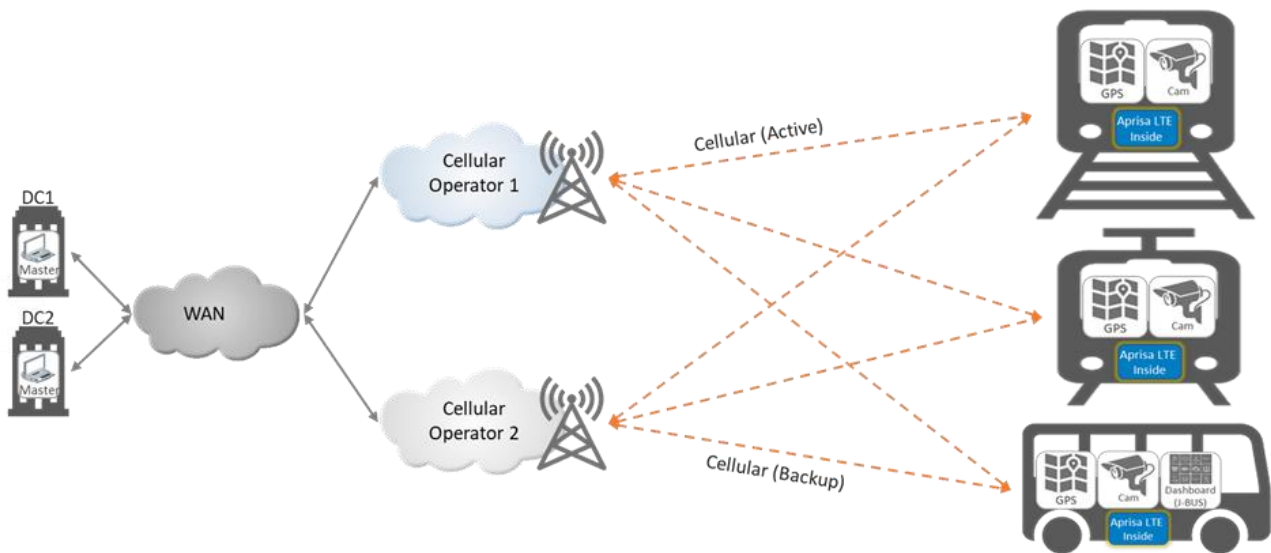 DC1
Master
DC2
Master
WAN
Cellular
Operator 1
Cellular
Operator 2
Cellular (Active)
Cellular (Backup)
GPS
Cam
Aprisa LTE
Inside
GPS
Cam
Aprisa LTE
Inside
GPS
Cam
Dashboard
(J-BUS)
Aprisa LTE
Inside